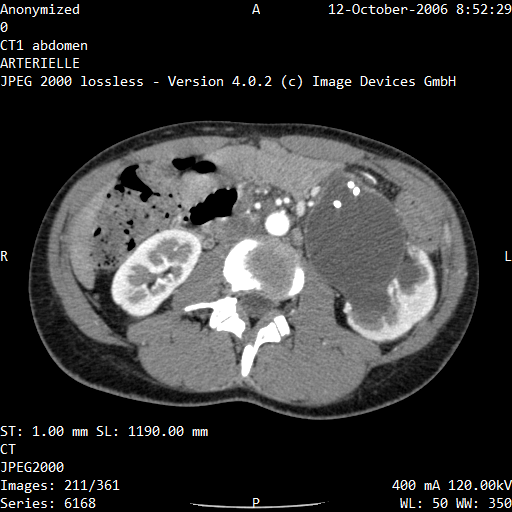 Anonymized A 12-October-2006 8:52:29
0
CT1 abdomen
ARTERIELLE
JPEG 2000 lossless - Version 4.0.2 (c) Image Devices GmbH
R L
ST: 1.00 mm SL: 1190.00 mm
CT
JPEG2000
Images: 211/361 400 mA 120.00kV
Series: 6168 P WL: 50 WW: 350